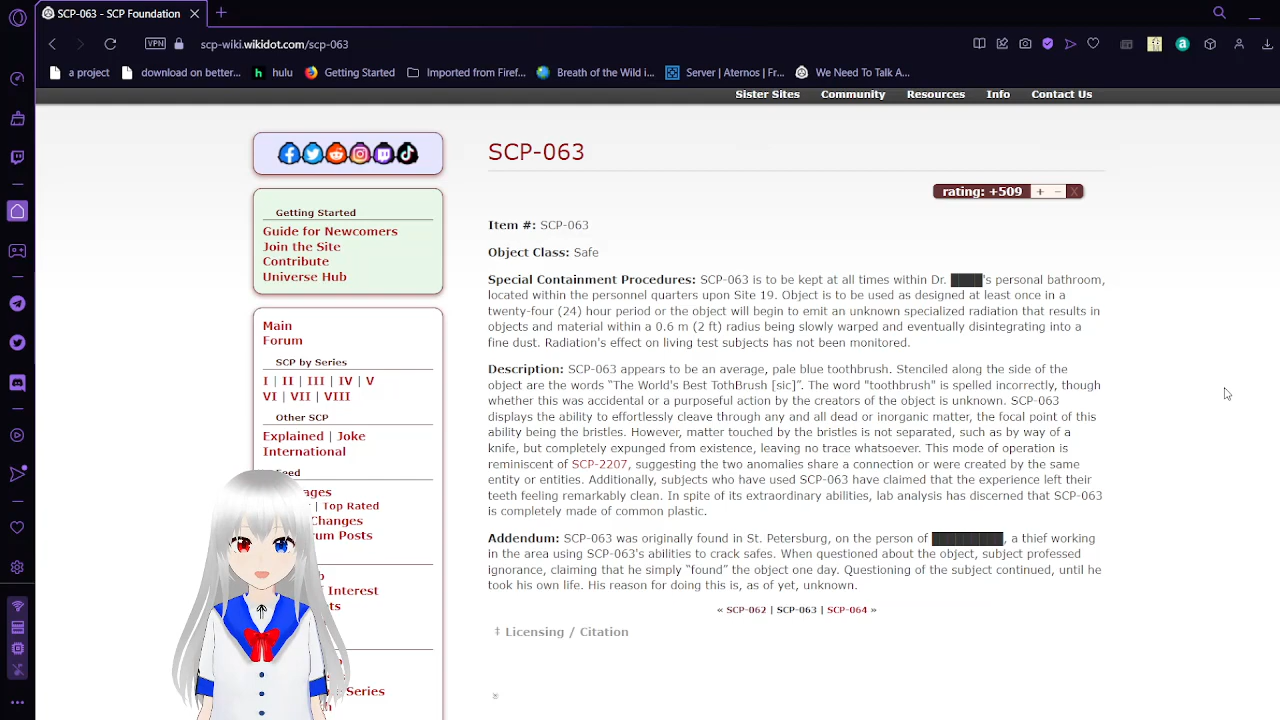 SCP-063 - SCP Foundation
VPN
scp-wiki.wikidot.com/scp-063
a project
download on better...
hulu
Getting Started
Imported from Firef...
Breath of the Wild i...
Server | Aternos | Fr...
We Need To Talk A...
Sister Sites
Community
Resources
Info
Contact Us
Getting Started
Guide for Newcomers
Join the Site
Contribute
Universe Hub
Main
Forum
SCP by Series
I | II | III | IV | V
VI | VII | VIII
Other SCP
Explained | Joke
International
Feed
| Top Rated
Changes
Posts
Interest
Series
SCP-063
rating: +509 + − X
Item #: SCP-063
Object Class: Safe
Special Containment Procedures: SCP-063 is to be kept at all times within Dr. ████'s personal bathroom,
located within the personnel quarters upon Site 19. Object is to be used as designed at least once in a
twenty-four (24) hour period or the object will begin to emit an unknown specialized radiation that results in
objects and material within a 0.6 m (2 ft) radius being slowly warped and eventually disintegrating into a
fine dust. Radiation's effect on living test subjects has not been monitored.
Description: SCP-063 appears to be an average, pale blue toothbrush. Stenciled along the side of the
object are the words “The World's Best TothBrush [sic]”. The word "toothbrush" is spelled incorrectly, though
whether this was accidental or a purposeful action by the creators of the object is unknown. SCP-063
displays the ability to effortlessly cleave through any and all dead or inorganic matter, the focal point of this
ability being the bristles. However, matter touched by the bristles is not separated, such as by way of a
knife, but completely expunged from existence, leaving no trace whatsoever. This mode of operation is
reminiscent of SCP-2207, suggesting the two anomalies share a connection or were created by the same
entity or entities. Additionally, subjects who have used SCP-063 have claimed that the experience left their
teeth feeling remarkably clean. In spite of its extraordinary abilities, lab analysis has discerned that SCP-063
is completely made of common plastic.
Addendum: SCP-063 was originally found in St. Petersburg, on the person of █████████, a thief working
in the area using SCP-063's abilities to crack safes. When questioned about the object, subject professed
ignorance, claiming that he simply “found” the object one day. Questioning of the subject continued, until he
took his own life. His reason for doing this is, as of yet, unknown.
« SCP-062 | SCP-063 | SCP-064 »
‡ Licensing / Citation